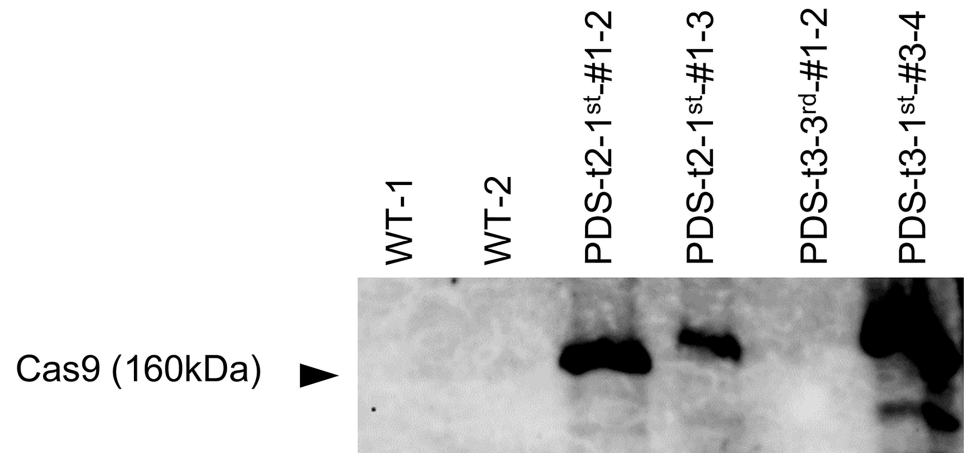 WT-1
WT-2
PDS-t2-1st-#1-2
PDS-t2-1st-#1-3
PDS-t3-3rd-#1-2
PDS-t3-1st-#3-4
Cas9 (160kDa)